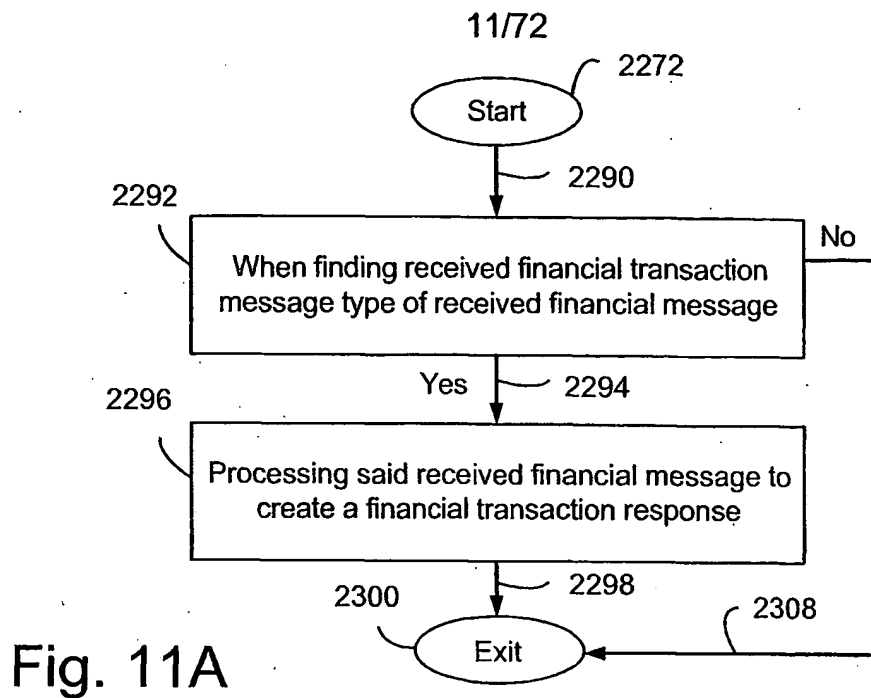 11/72
2272
Start
2290
2292
No
When finding received financial transaction
message type of received financial message
Yes
2294
2296
Processing said received financial message to
create a financial transaction response
2298
2300
2308
Exit
Fig. 11A